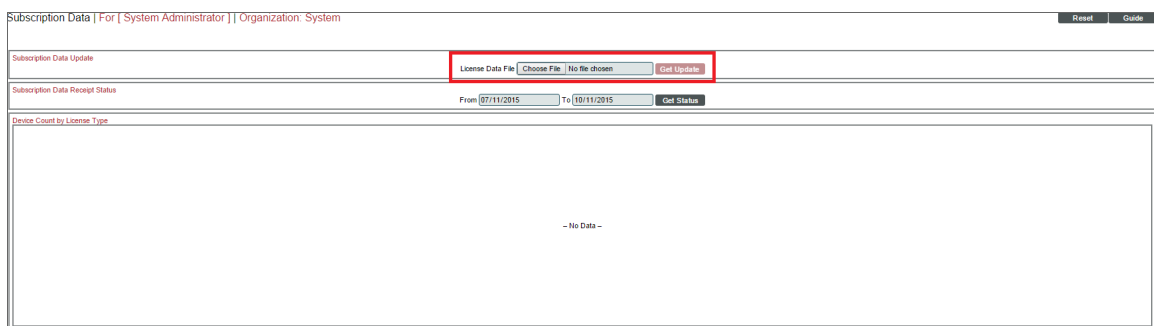 Subscription Data | For [ System Administrator ] | Organization: System
Reset Guide
Subscription Data Update
License Data File Choose File No file chosen Get Update
Subscription Data Receipt Status
From 07/11/2015 To 10/11/2015 Get Status
Device Count by License Type
– No Data –